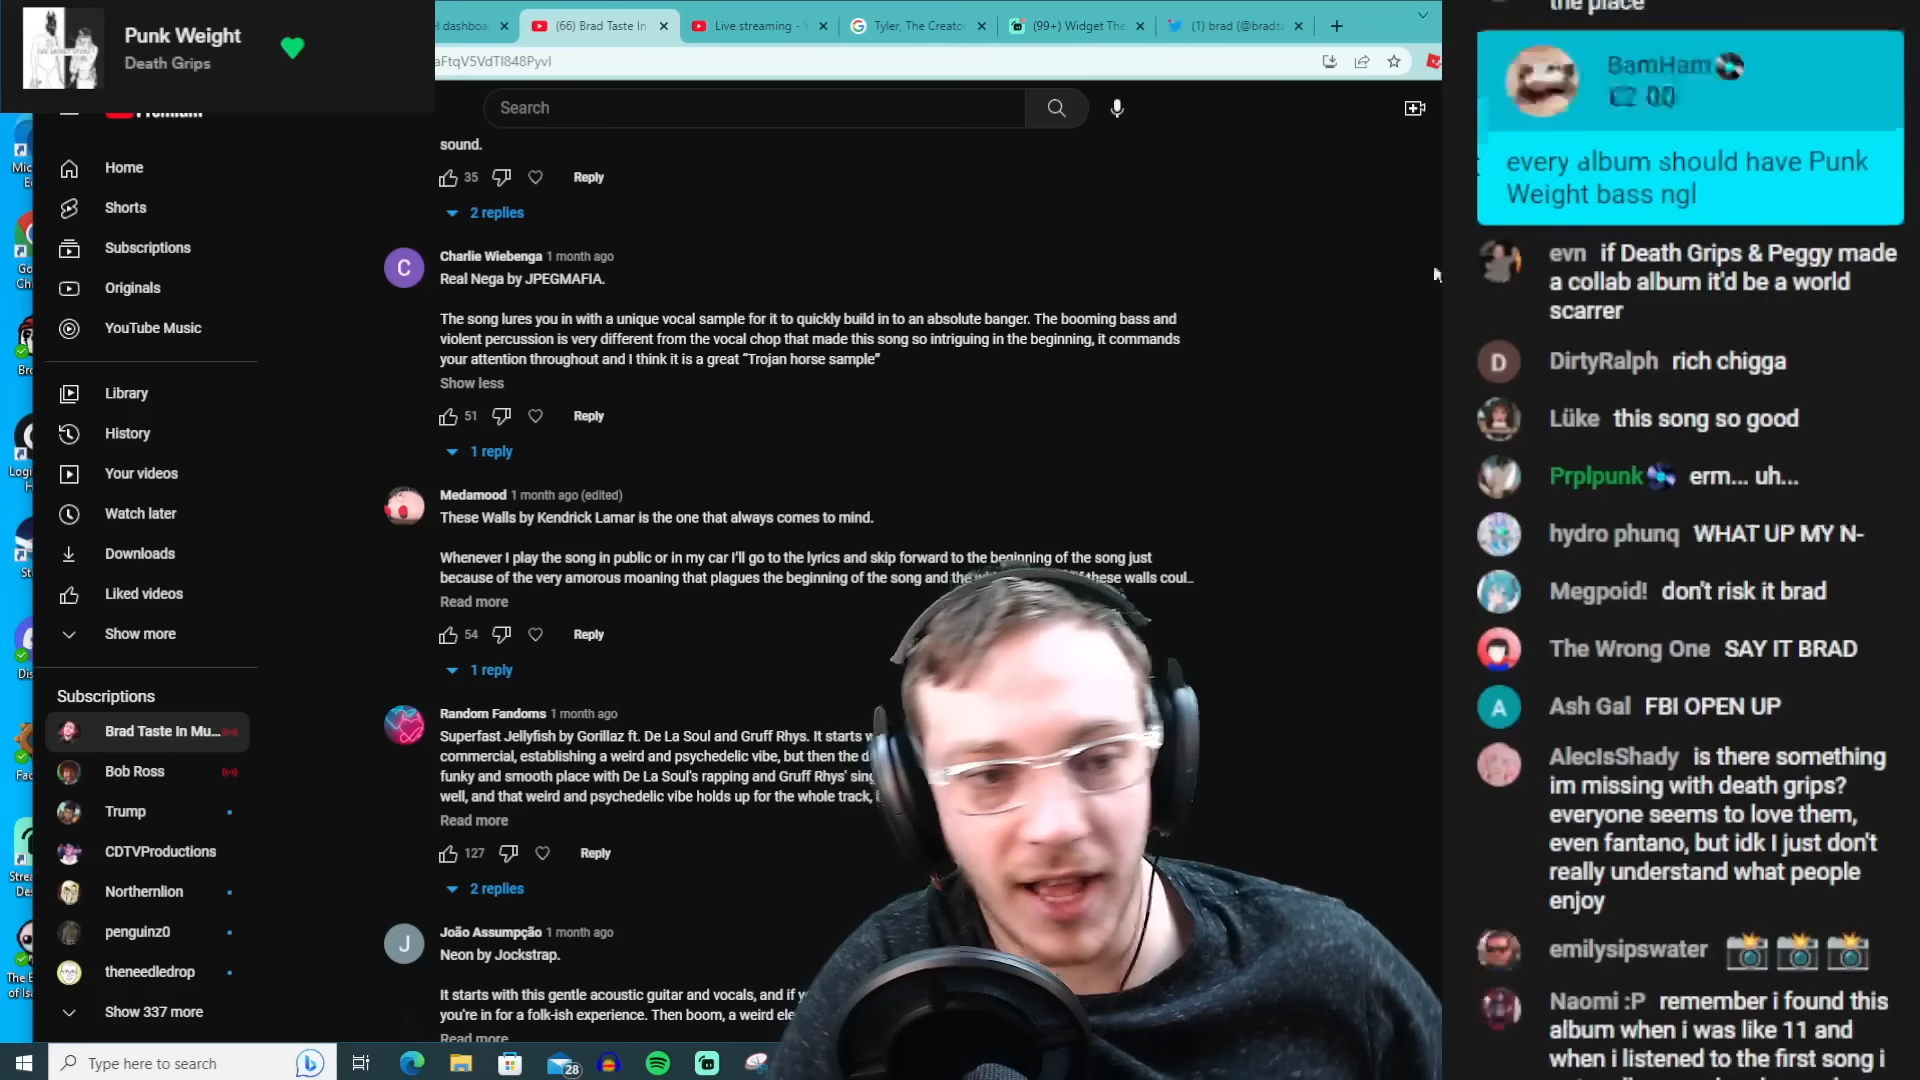 Punk Weight
Death Grips
l dashboa
(66) Brad Taste In
Live streaming -
Tyler, The Creator
(99+) Widget The
(1) brad (@bradta
aFtqV5VdTI848PyvI
Premium
Search
Home
Shorts
Subscriptions
Originals
YouTube Music
Library
History
Your videos
Watch later
Downloads
Liked videos
Show more
Subscriptions
Brad Taste In Mu...
Bob Ross
Trump
CDTVProductions
Northernlion
penguinz0
theneedledrop
Show 337 more
sound.
35 Reply
2 replies
C
Charlie Wiebenga 1 month ago
Real Nega by JPEGMAFIA.
The song lures you in with a unique vocal sample for it to quickly build in to an absolute banger. The booming bass and
violent percussion is very different from the vocal chop that made this song so intriguing in the beginning, it commands
your attention throughout and I think it is a great “Trojan horse sample”
Show less
51 Reply
1 reply
Medamood 1 month ago (edited)
These Walls by Kendrick Lamar is the one that always comes to mind.
Whenever I play the song in public or in my car I’ll go to the lyrics and skip forward to the beginning of the song just
because of the very amorous moaning that plagues the beginning of the song and the these walls coul...
Read more
54 Reply
1 reply
Random Fandoms 1 month ago
Superfast Jellyfish by Gorillaz ft. De La Soul and Gruff Rhys. It starts
commercial, establishing a weird and psychedelic vibe, but then the
funky and smooth place with De La Soul's rapping and Gruff Rhys'
well, and that weird and psychedelic vibe holds up for the whole track,
Read more
127 Reply
2 replies
J
João Assumpção 1 month ago
Neon by Jockstrap.
It starts with this gentle acoustic guitar and vocals, and if
you're in for a folk-ish experience. Then boom, a weird
Read more
Type here to search
28
the place
BamHam
every album should have Punk
Weight bass ngl
evn if Death Grips & Peggy made
a collab album it'd be a world
scarrer
D
DirtyRalph rich chigga
Lüke this song so good
Prplpunk erm... uh...
hydro phunq WHAT UP MY N-
Megpoid! don't risk it brad
The Wrong One SAY IT BRAD
A
Ash Gal FBI OPEN UP
AlecIsShady is there something
im missing with death grips?
everyone seems to love them,
even fantano, but idk I just don't
really understand what people
enjoy
emilysipswater
Naomi :P remember i found this
album when i was like 11 and
when i listened to the first song i